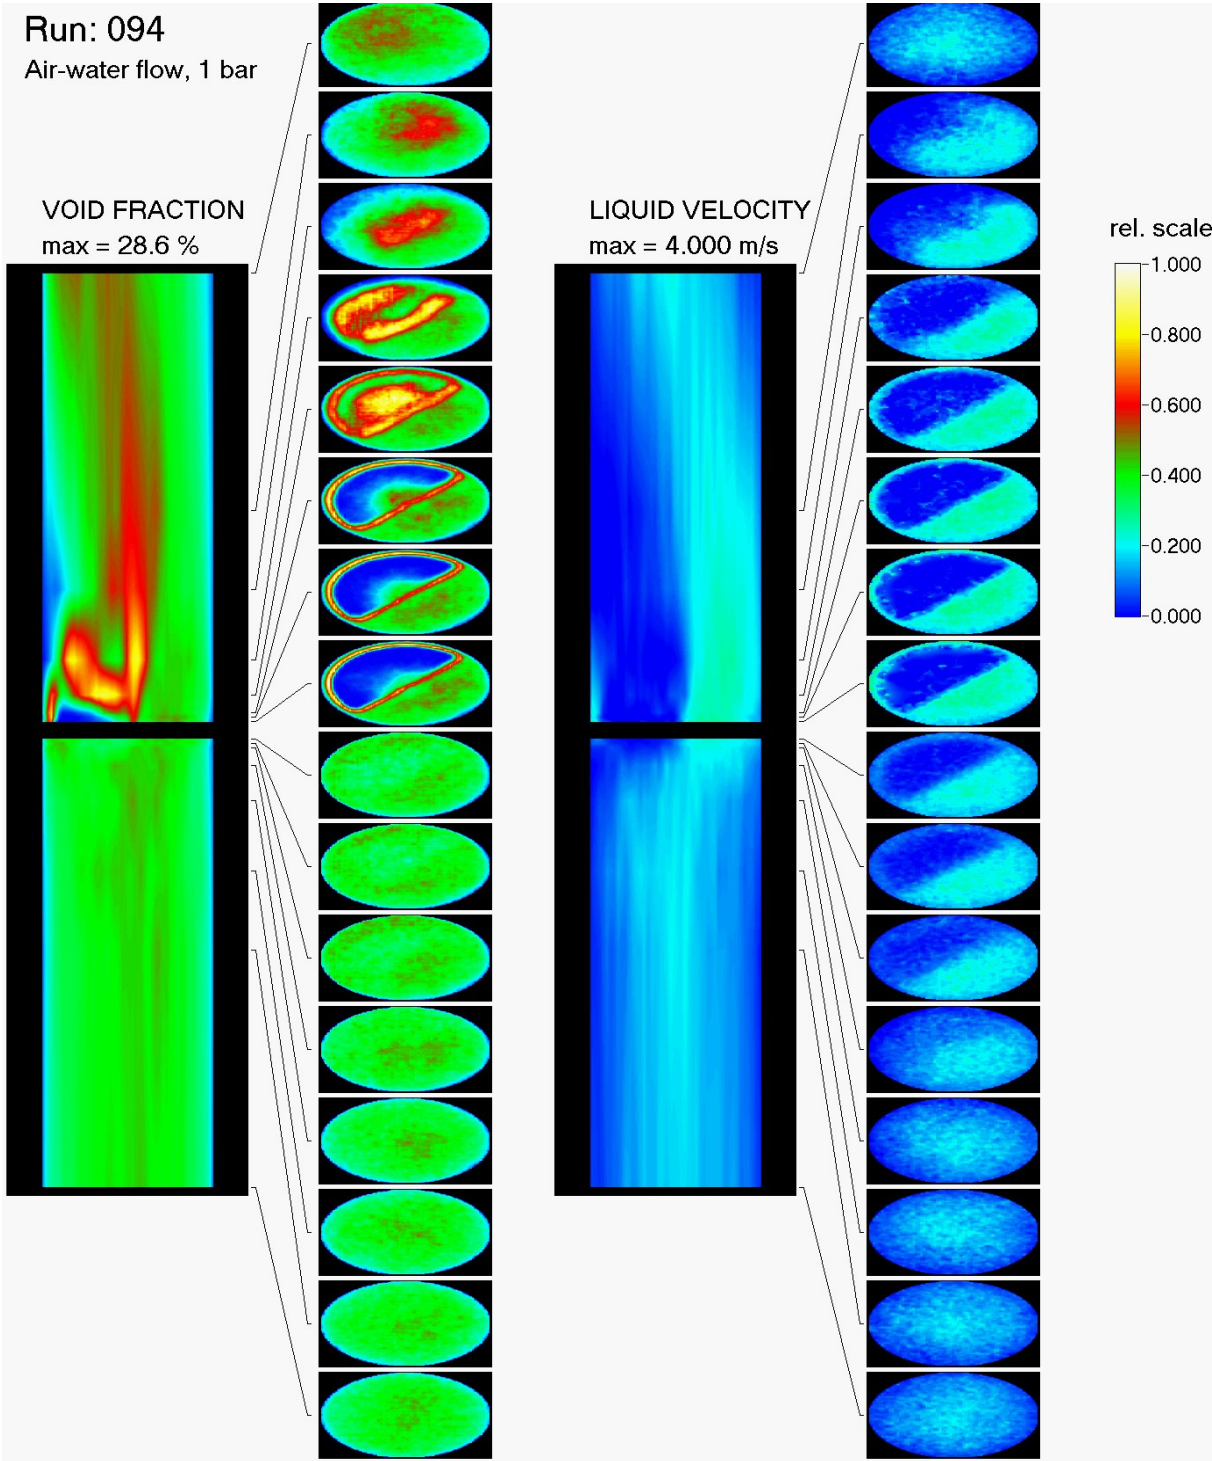 Run: 094
Air-water flow, 1 bar
VOID FRACTION
max = 28.6 %
LIQUID VELOCITY
max = 4.000 m/s
rel. scale
1.000
0.800
0.600
0.400
0.200
0.000